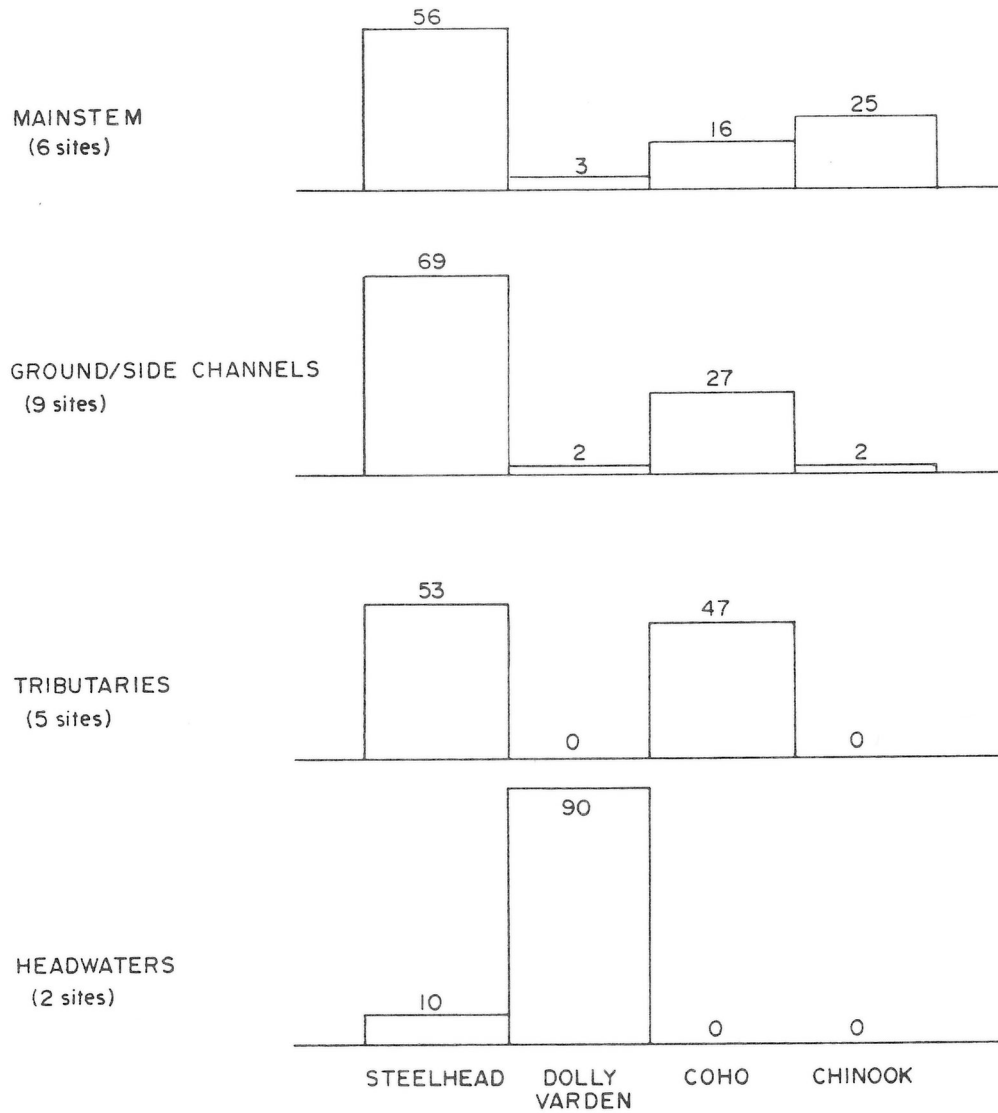 56
3
16
25
MAINSTEM
(6 sites)
69
2
27
2
GROUND/SIDE CHANNELS
(9 sites)
53
0
47
0
TRIBUTARIES
(5 sites)
90
HEADWATERS
(2 sites)
10
0
0
STEELHEAD
DOLLY
VARDEN
COHO
CHINOOK